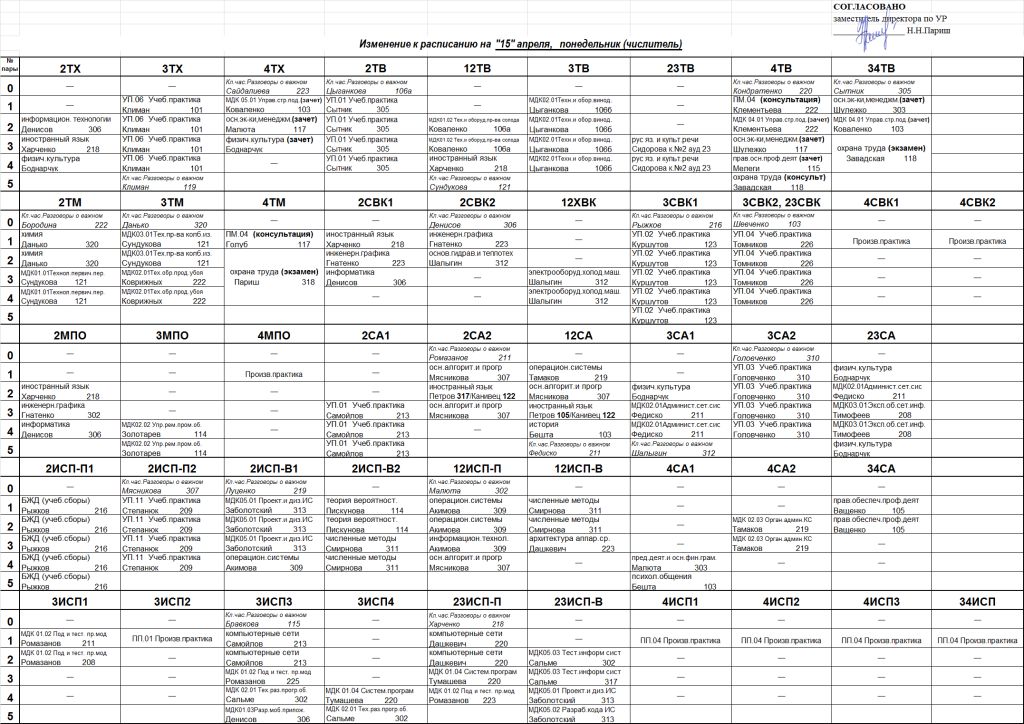 СОГЛАСОВАНО
заместитель директора по УР
Н.Н.Париш
Изменение к расписанию на "15" апреля, понедельник (числитель)
№ пары 2ТХ 3ТХ 4ТХ 2ТВ 12ТВ 3ТВ 23ТВ 4ТВ 34ТВ
0 — — Кл.час.Разговоры о важном Кл.час.Разговоры о важном — — — Кл.час.Разговоры о важном Кл.час.Разговоры о важном
Сайдалиева 223 Цыганкова 106а Кондратенко 220 Сытник 305
1 — УП.06 Учеб.практика МДК 05.01 Управ.стр.под.(зачет) УП.01 Учеб.практика — МДК02.01Техн.и обор.винод. — ПМ.04 (консультация) осн.эк-ки,менеджм.(зачет)
Климан 101 Коваленко 103 Сытник 305 Цыганкова 106б Клементьева 222 Шулежко 303
2 информацион. технологии УП.06 Учеб.практика осн.эк-ки,менеджм.(зачет) УП.01 Учеб.практика МДК01.02 Тех.и оборуд.пр-ва солода МДК02.01Техн.и обор.винод. — МДК 04.01 Управ.стр.под.(зачет) МДК 04.01 Управ.стр.под.(зачет)
Денисов 306 Климан 101 Малюта 117 Сытник 305 Коваленко 106а Цыганкова 106б Клементьева 222 Коваленко 103
3 иностранный язык УП.06 Учеб.практика физич.культура (зачет) УП.01 Учеб.практика МДК01.02 Тех.и оборуд.пр-ва солода МДК02.01Техн.и обор.винод. рус яз. и культ.речи осн.эк-ки,менеджм.(зачет) охрана труда (экзамен)
Харченко 218 Климан 101 Боднарчук Сытник 305 Коваленко 106а Цыганкова 106б Сидорова к.№2 ауд 23 Шулежко 117 Завадская 118
4 физич.культура УП.06 Учеб.практика — УП.01 Учеб.практика иностранный язык МДК02.01Техн.и обор.винод. рус яз. и культ.речи прав.осн.проф.деят (зачет)
Боднарчук Климан 101 Сытник 305 Харченко 218 Цыганкова 106б Сидорова к.№2 ауд 23 Мелеги 115
5 Кл.час.Разговоры о важном Кл.час.Разговоры о важном охрана труда (консульт)
Климан 119 Сундукова 121 Завадская 118
2ТМ 3ТМ 4ТМ 2СВК1 2СВК2 12ХВК 3СВК1 3СВК2, 23СВК 4СВК1 4СВК2
0 Кл.час.Разговоры о важном Кл.час.Разговоры о важном — — Кл.час.Разговоры о важном — Кл.час.Разговоры о важном Кл.час.Разговоры о важном — —
Бородина 222 Данько 320 Денисов 306 Рыжков 216 Шевченко 103
1 химия МДК03.01Тех.пр-ва колб.из. ПМ.04 (консультация) иностранный язык инженерн.графика — УП.02 Учеб.практика УП.04 Учеб.практика Произв.практика Произв.практика
Данько 320 Сундукова 121 Голуб 117 Харченко 218 Гнатенко 223 Куршутов 123 Томников 226
2 химия МДК03.01Тех.пр-ва колб.из. охрана труда (экзамен) инженерн.графика основ.гидрав.и теплотех — УП.02 Учеб.практика УП.04 Учеб.практика — —
Данько 320 Сундукова 121 Париш 318 Гнатенко 223 Шалыгин 312 Куршутов 123 Томников 226
3 МДК01.01Технол.первич.пер. МДК02.01Тех.обр.прод.убоя информатика — электрооборуд.холод.маш. УП.02 Учеб.практика УП.04 Учеб.практика — —
Сундукова 121 Коврижных 222 Денисов 306 Шалыгин 312 Куршутов 123 Томников 226
4 МДК01.01Технол.первич.пер. МДК02.01Тех.обр.прод.убоя — — электрооборуд.холод.маш. УП.02 Учеб.практика УП.04 Учеб.практика — —
Сундукова 121 Коврижных 222 Шалыгин 312 Куршутов 123 Томников 226
5 УП.02 Учеб.практика
Куршутов 123
2МПО 3МПО 4МПО 2СА1 2СА2 12СА 3СА1 3СА2 23СА
0 — — — — Кл.час.Разговоры о важном — — Кл.час.Разговоры о важном —
Ромазанов 211 Головченко 310
1 — — Произв.практика — осн.алгорит.и прогр операцион.системы — УП.03 Учеб.практика физич.культура
Мясникова 307 Тамаков 219 Головченко 310 Боднарчук
2 иностранный язык — — — иностранный язык осн.алгорит.и прогр физич.культура УП.03 Учеб.практика МДК02.01Админист.сет.сис
Харченко 218 Петров 317/Канивец 122 Мясникова 307 Боднарчук Головченко 310 Федиско 211
3 инженерн.графика — — УП.01 Учеб.практика осн.алгорит.и прогр иностранный язык МДК02.01Админист.сет.сис УП.03 Учеб.практика МДК03.01Эксп.об.сет.инф.
Гнатенко 302 Самойлов 213 Мясникова 307 Петров 105/Канивец 122 Федиско 211 Головченко 310 Тимофеев 208
4 информатика МДК02.02 Упр.рем.пром.об. — УП.01 Учеб.практика — история МДК02.01Админист.сет.сис УП.03 Учеб.практика МДК03.01Эксп.об.сет.инф.
Денисов 306 Золотарев 114 Самойлов 213 Бешта 103 Федиско 211 Головченко 310 Тимофеев 208
5 МДК02.02 Упр.рем.пром.об. УП.01 Учеб.практика Кл.час.Разговоры о важном Кл.час.Разговоры о важном физич.культура
Золотарев 114 Самойлов 213 Федиско 211 Шалыгин 312 Боднарчук
2ИСП-П1 2ИСП-П2 2ИСП-В1 2ИСП-В2 12ИСП-П 12ИСП-В 4СА1 4СА2 34СА
0 — Кл.час.Разговоры о важном Кл.час.Разговоры о важном — Кл.час.Разговоры о важном — — — —
Мясникова 307 Луценко 219 Малюта 302
1 БЖД (учеб.сборы) УП.11 Учеб.практика МДК05.01 Проект.и диз.ИС теория вероятност. операцион.системы численные методы — — прав.обеспеч.проф.деят
Рыжков 216 Степанюк 209 Заболотский 313 Пискунова 114 Акимова 309 Смирнова 311 Ващенко 105
2 БЖД (учеб.сборы) УП.11 Учеб.практика МДК05.01 Проект.и диз.ИС теория вероятност. операцион.системы численные методы — МДК 02.03 Орган.админ КС прав.обеспеч.проф.деят
Рыжков 216 Степанюк 209 Заболотский 313 Пискунова 114 Акимова 309 Смирнова 311 Тамаков 219 Ващенко 105
3 БЖД (учеб.сборы) УП.11 Учеб.практика МДК05.01 Проект.и диз.ИС численные методы информацион.технол. архитектура аппар.ср. — МДК 02.03 Орган.админ КС —
Рыжков 216 Степанюк 209 Заболотский 313 Смирнова 311 Акимова 309 Дашкевич 223 Тамаков 219
4 БЖД (учеб.сборы) УП.11 Учеб.практика операцион.системы численные методы осн.алгорит.и прогр — пред.деят.и осн.фин.грам. — —
Рыжков 216 Степанюк 209 Акимова 309 Смирнова 311 Мясникова 307 Малюта 303
5 БЖД (учеб.сборы) психол.общения
Рыжков 216 Бешта 103
3ИСП1 3ИСП2 3ИСП3 3ИСП4 23ИСП-П 23ИСП-В 4ИСП1 4ИСП2 4ИСП3 34ИСП
0 — — Кл.час.Разговоры о важном — Кл.час.Разговоры о важном — — — — —
Бравкова 115 Харченко 218
1 МДК 01.02 Под и тест пр.мод ПП.01 Произв.практика компьютерные сети — компьютерные сети — ПП.04 Произв.практика ПП.04 Произв.практика ПП.04 Произв.практика ПП.04 Произв.практика
Ромазанов 211 Самойлов 213 Дашкевич 220
2 МДК 01.02 Под и тест пр.мод — компьютерные сети — компьютерные сети МДК05.03 Тест.информ сист — — — —
Ромазанов 208 Самойлов 213 Дашкевич 220 Сальме 302
3 — — МДК 01.02 Под и тест. пр.мод — МДК 01.04 Систем.програм МДК05.03 Тест.информ сист — — — —
Ромазанов 225 Тумашева 220 Сальме 317
4 — — МДК 02.01 Тех.раз.прогр.об. МДК 01.04 Систем.програм МДК 01.02 Под и тест. пр.мод МДК05.01 Проект.и диз.ИС — — — —
Сальме 302 Тумашева 220 Ромазанов 223 Заболотский 313
5 МДК01.03Разр.моб.прилож. МДК 02.01 Тех.раз.прогр.об. МДК05.02 Разраб.кода ИС
Денисов 306 Сальме 302 Заболотский 313